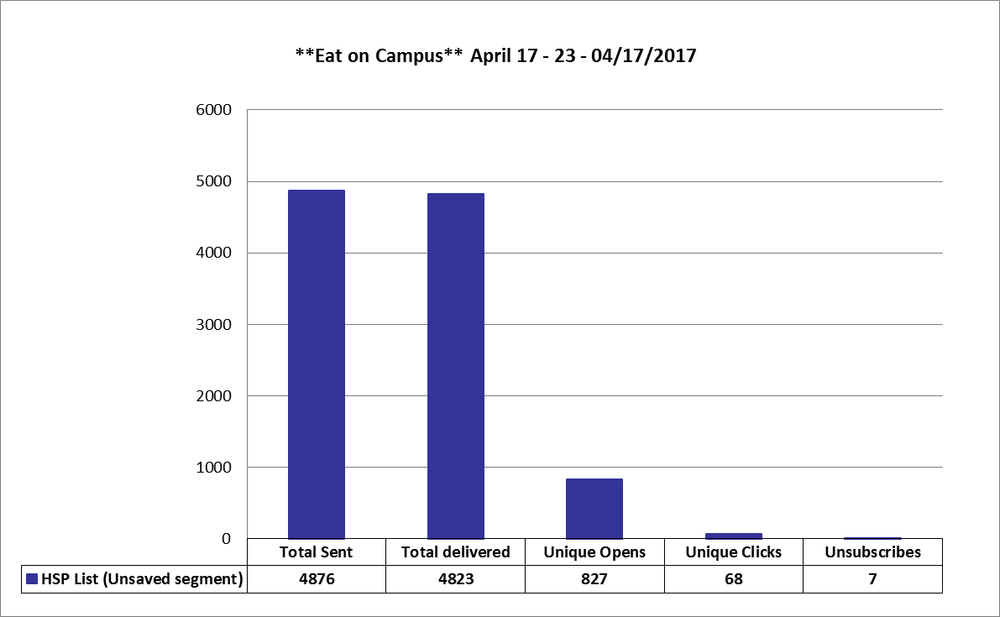 **Eat on Campus** April 17 - 23 - 04/17/2017
6000
5000
4000
3000
2000
1000
0
Total Sent Total delivered Unique Opens Unique Clicks Unsubscribes
HSP List (Unsaved segment) 4876 4823 827 68 7